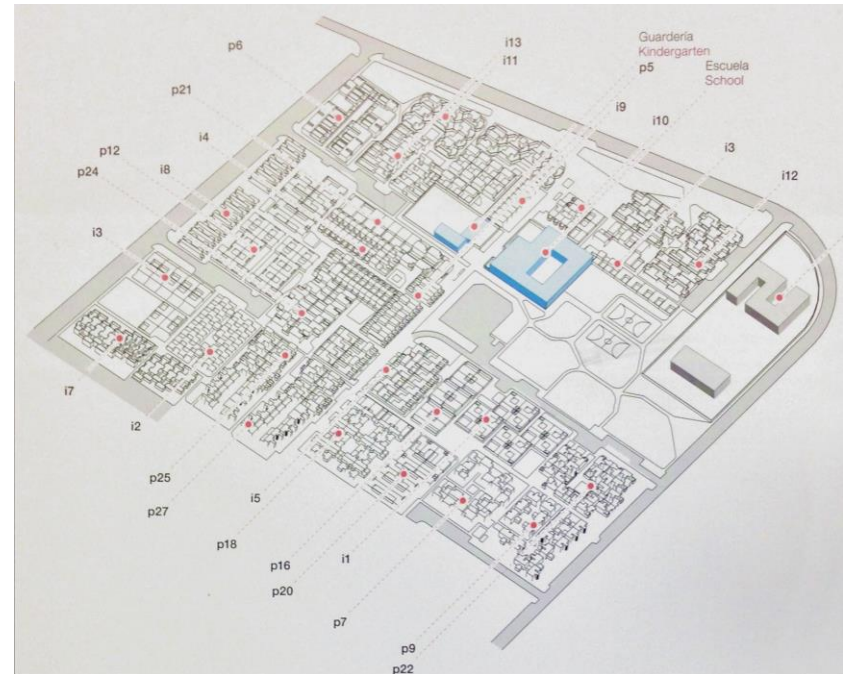 Guardería
Kindergarten
p5
Escuela
School
i13
i11
p6
i9
i10
p21
i3
i4
i12
p12
i8
p24
i3
i7
i2
p25
p27
i5
p18
p16
i1
p20
p7
p9
p22